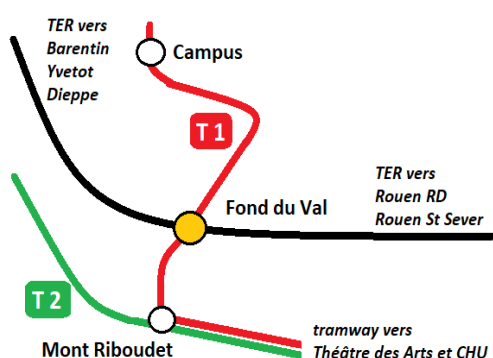 TER vers
Barentin
Yvetot
Dieppe
Campus
T 1
TER vers
Rouen RD
Rouen St Sever
Fond du Val
T 2
Mont Riboudet
tramway vers
Théâtre des Arts et CHU